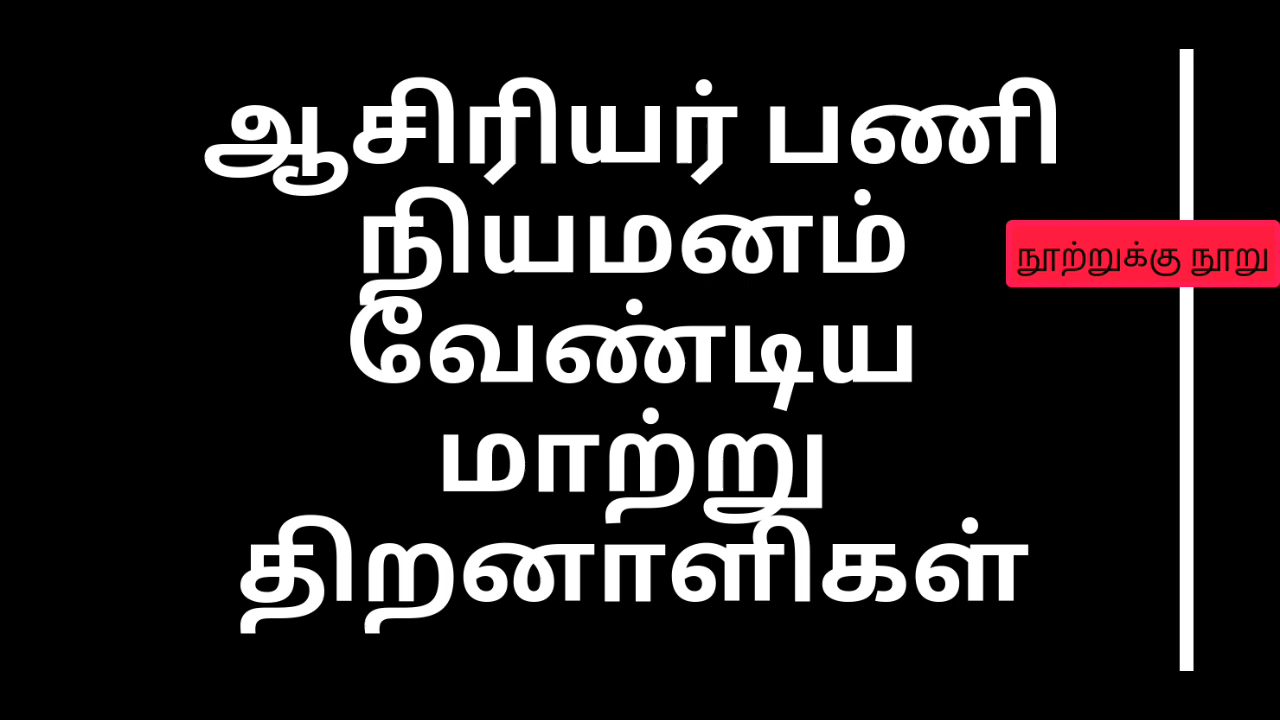 ஆசிரியர் பணி
நியமனம்
வேண்டிய
மாற்று
திறனாளிகள்
நூற்றுக்கு நூறு